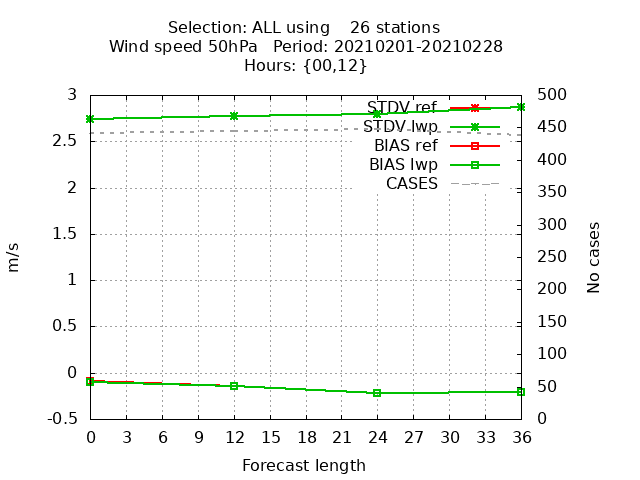 Selection: ALL using    26 stations
Wind speed 50hPa   Period: 20210201-20210228
Hours: {00,12}
3 500
STDV ref
STDV lwp
BIAS ref
BIAS lwp
CASES
2.5 450
2 400
350
1.5 300
1 250
200
0.5 150
100
0 50
-0.5 0
m/s
No cases
0 3 6 9 12 15 18 21 24 27 30 33 36
Forecast length